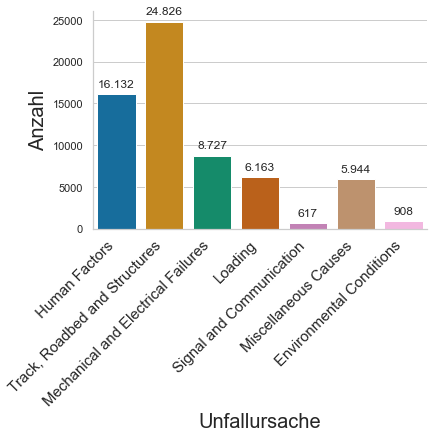 24.826
25000
20000
16.132
15000
Anzahl
10000
8.727
6.163
5.944
5000
617
908
0
Human Factors
Track, Roadbed and Structures
Mechanical and Electrical Failures
Loading
Signal and Communication
Miscellaneous Causes
Environmental Conditions
Unfallursache